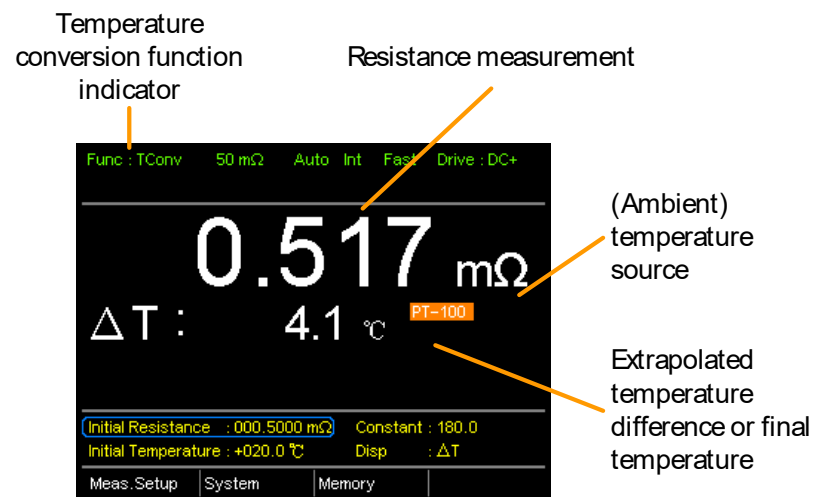 Temperature
conversion function
indicator
Resistance measurement
Func : TConv 50 mΩ Auto Int Fast Drive : DC+
0.517 mΩ
ΔT : 4.1 ℃ PT-100
(Ambient)
temperature
source
Extrapolated
temperature
difference or final
temperature
Initial Resistance : 000.5000 mΩ Constant : 180.0
Initial Temperature : +020.0 ℃ Disp : ΔT
Meas.Setup System Memory